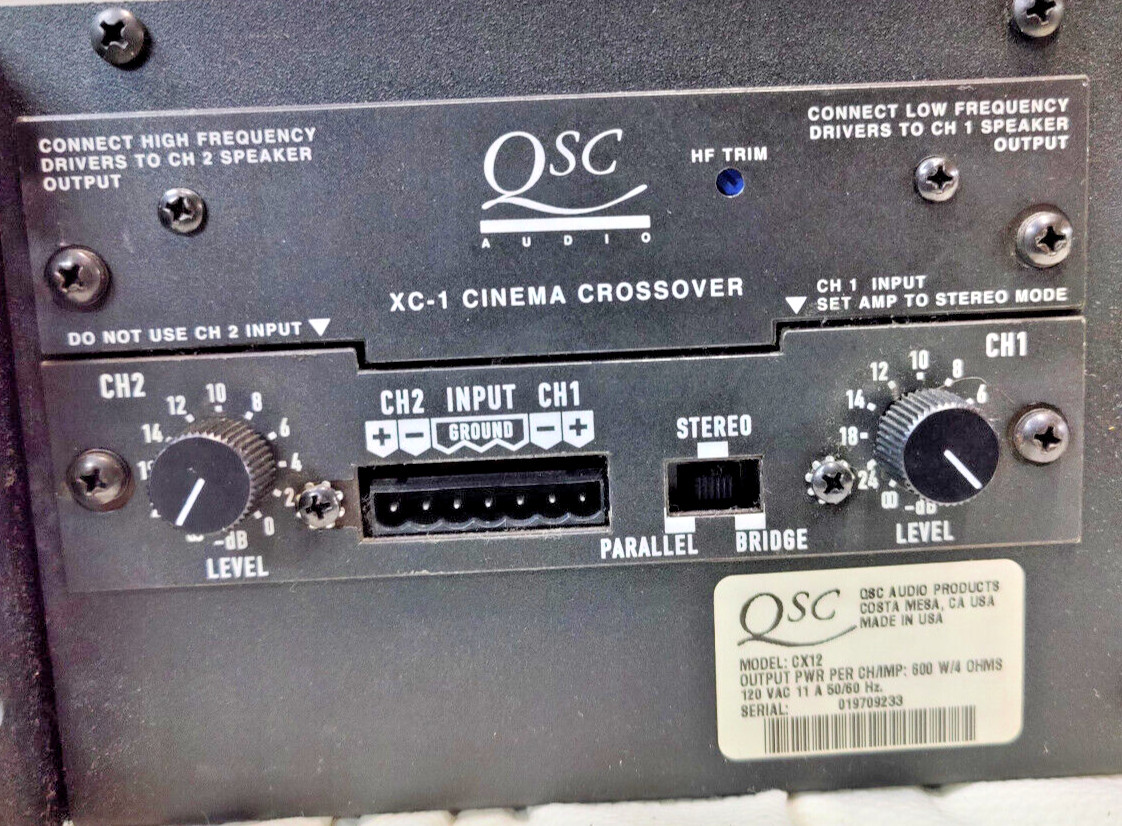 CONNECT HIGH FREQUENCY
DRIVERS TO CH 2 SPEAKER
OUTPUT
QSC
AUDIO
HF TRIM
CONNECT LOW FREQUENCY
DRIVERS TO CH 1 SPEAKER
OUTPUT
XC-1 CINEMA CROSSOVER
DO NOT USE CH 2 INPUT ▼
▼ CH 1 INPUT
SET AMP TO STEREO MODE
CH2
14 12 10 8 6 4 2 0
∞ -dB
LEVEL
CH2 INPUT CH1
+ - GROUND - +
STEREO
PARALLEL BRIDGE
CH1
24 18 14 12 10 8 6
∞ -dB
LEVEL
QSC
QSC AUDIO PRODUCTS
COSTA MESA, CA USA
MADE IN USA
MODEL: CX12
OUTPUT PWR PER CH/IMP: 600 W/4 OHMS
120 VAC 11 A 50/60 Hz.
SERIAL: 019709233